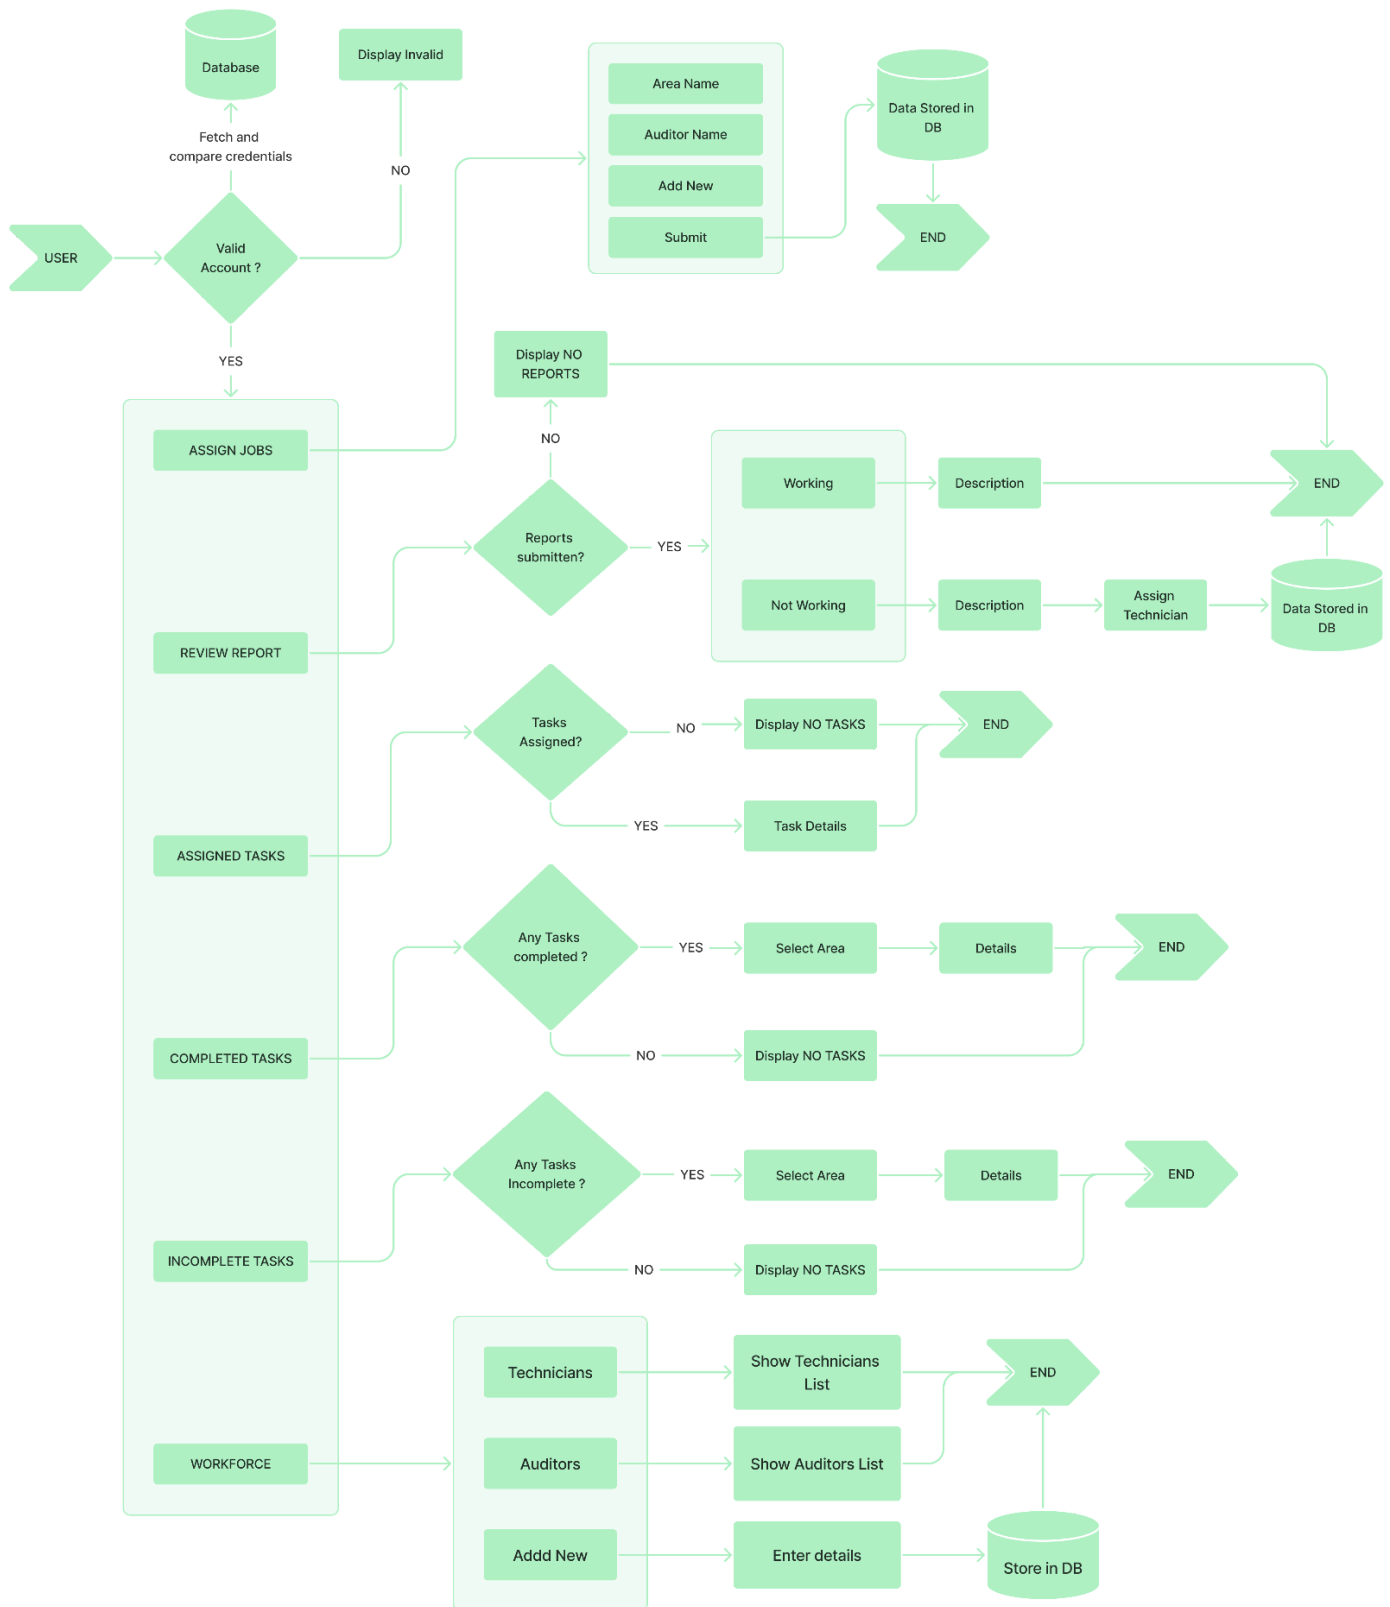 Database
Display Invalid
Fetch and
compare credentials
NO
USER
Valid
Account ?
YES
Area Name
Auditor Name
Add New
Submit
Data Stored in
DB
END
ASSIGN JOBS
REVIEW REPORT
ASSIGNED TASKS
COMPLETED TASKS
INCOMPLETE TASKS
WORKFORCE
Display NO
REPORTS
NO
Reports
submitten?
YES
Working
Description
END
Not Working
Description
Assign
Technician
Data Stored in
DB
Tasks
Assigned?
NO
Display NO TASKS
END
YES
Task Details
Any Tasks
completed ?
YES
Select Area
Details
END
NO
Display NO TASKS
Any Tasks
Incomplete ?
YES
Select Area
Details
END
NO
Display NO TASKS
Technicians
Show Technicians
List
END
Auditors
Show Auditors List
Addd New
Enter details
Store in DB